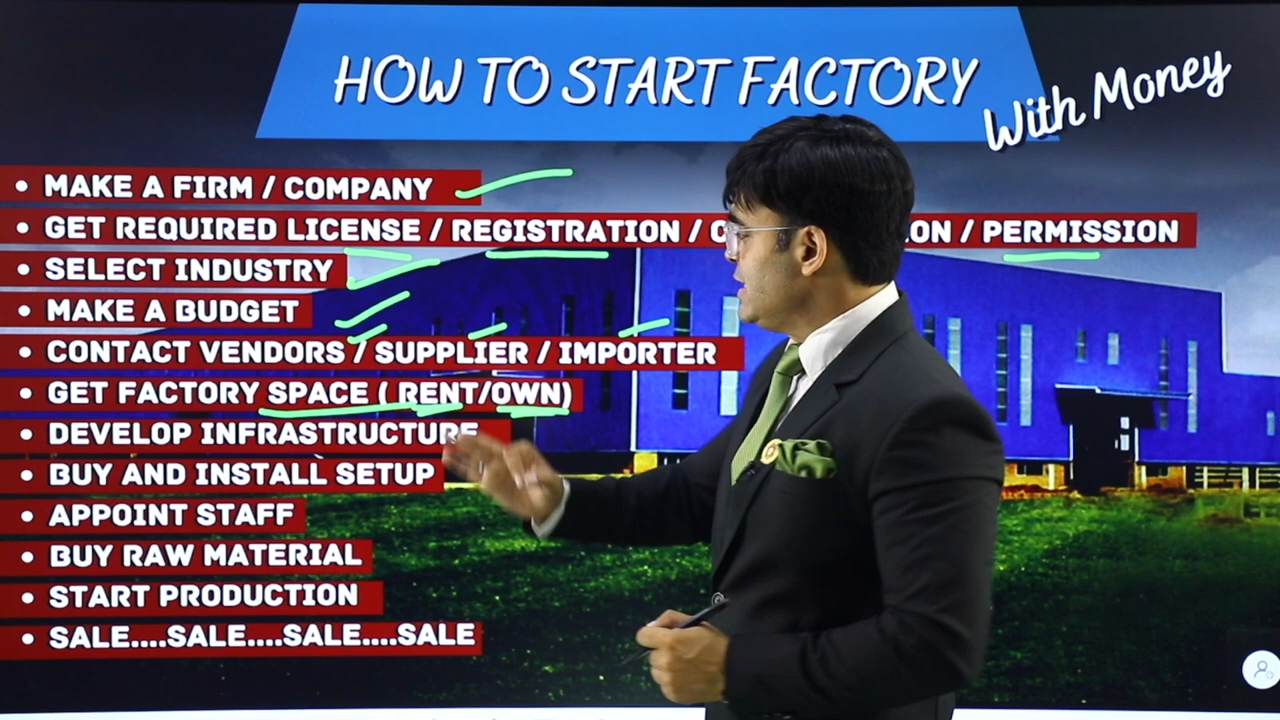 HOW TO START FACTORY
With Money
• MAKE A FIRM / COMPANY
• GET REQUIRED LICENSE / REGISTRATION / C ON / PERMISSION
• SELECT INDUSTRY
• MAKE A BUDGET
• CONTACT VENDORS / SUPPLIER / IMPORTER
• GET FACTORY SPACE ( RENT/OWN)
• DEVELOP INFRASTRUCTURE
• BUY AND INSTALL SETUP
• APPOINT STAFF
• BUY RAW MATERIAL
• START PRODUCTION
• SALE....SALE....SALE....SALE